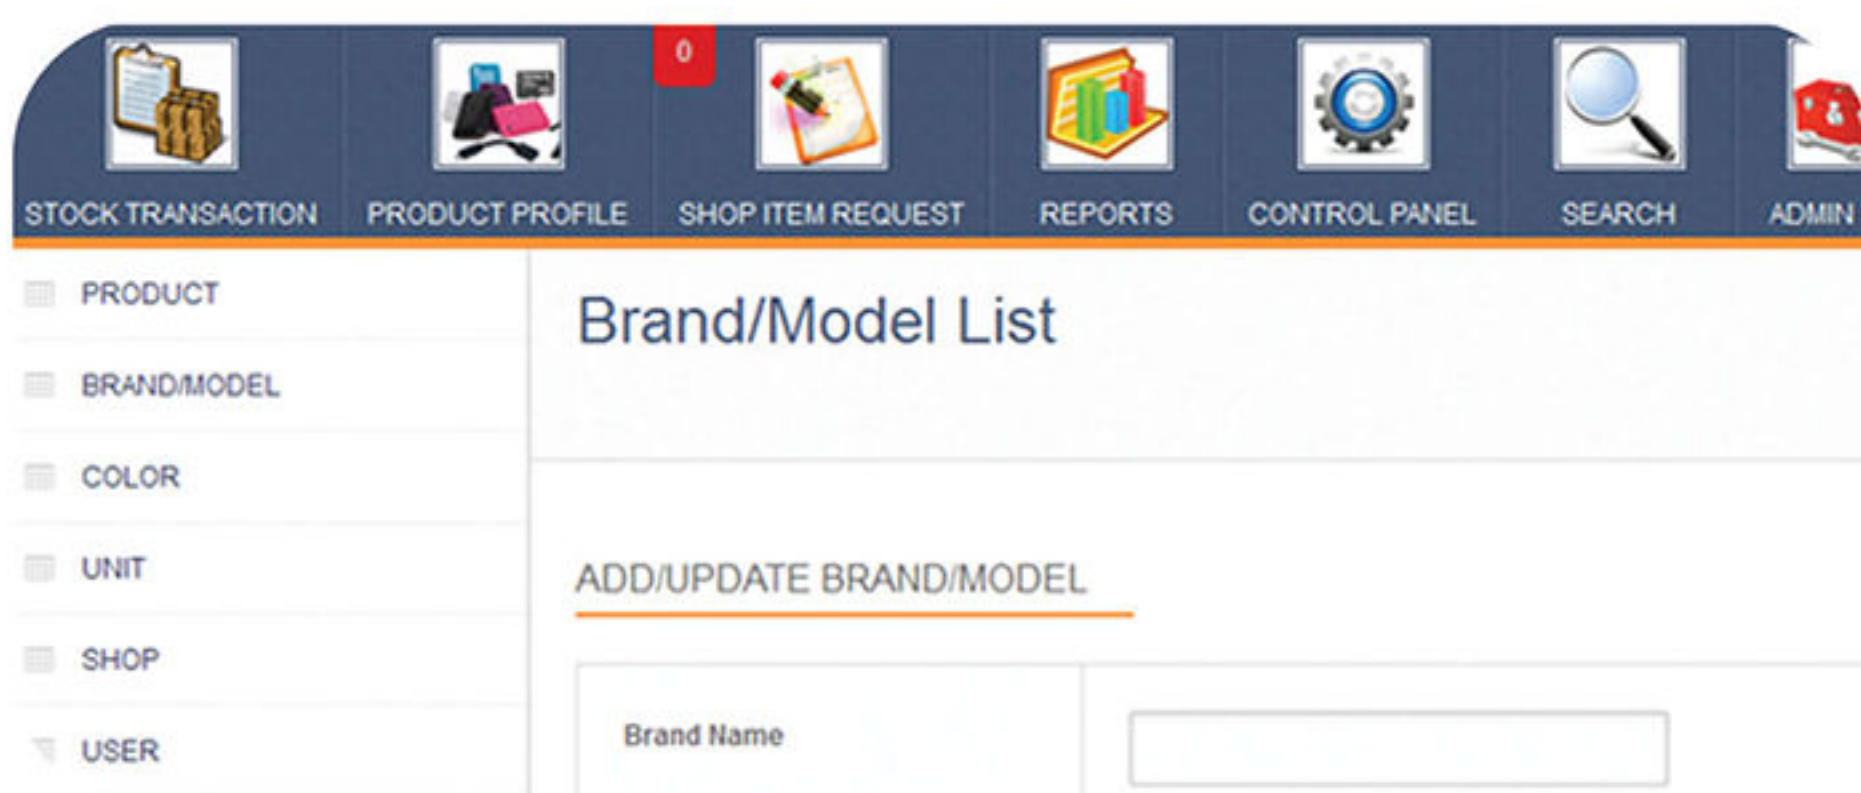 0
STOCK TRANSACTION
PRODUCT PROFILE
SHOP ITEM REQUEST
REPORTS
CONTROL PANEL
SEARCH
ADMIN
PRODUCT
BRAND/MODEL
COLOR
UNIT
SHOP
USER
Brand/Model List
ADD/UPDATE BRAND/MODEL
Brand Name